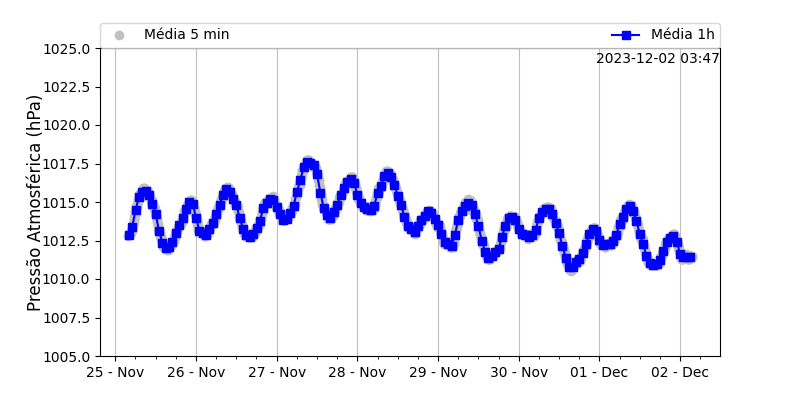 Média 5 min
Média 1h
2023-12-02 03:47
Pressão Atmosférica (hPa)
1025.0
1022.5
1020.0
1017.5
1015.0
1012.5
1010.0
1007.5
1005.0
25 - Nov
26 - Nov
27 - Nov
28 - Nov
29 - Nov
30 - Nov
01 - Dec
02 - Dec